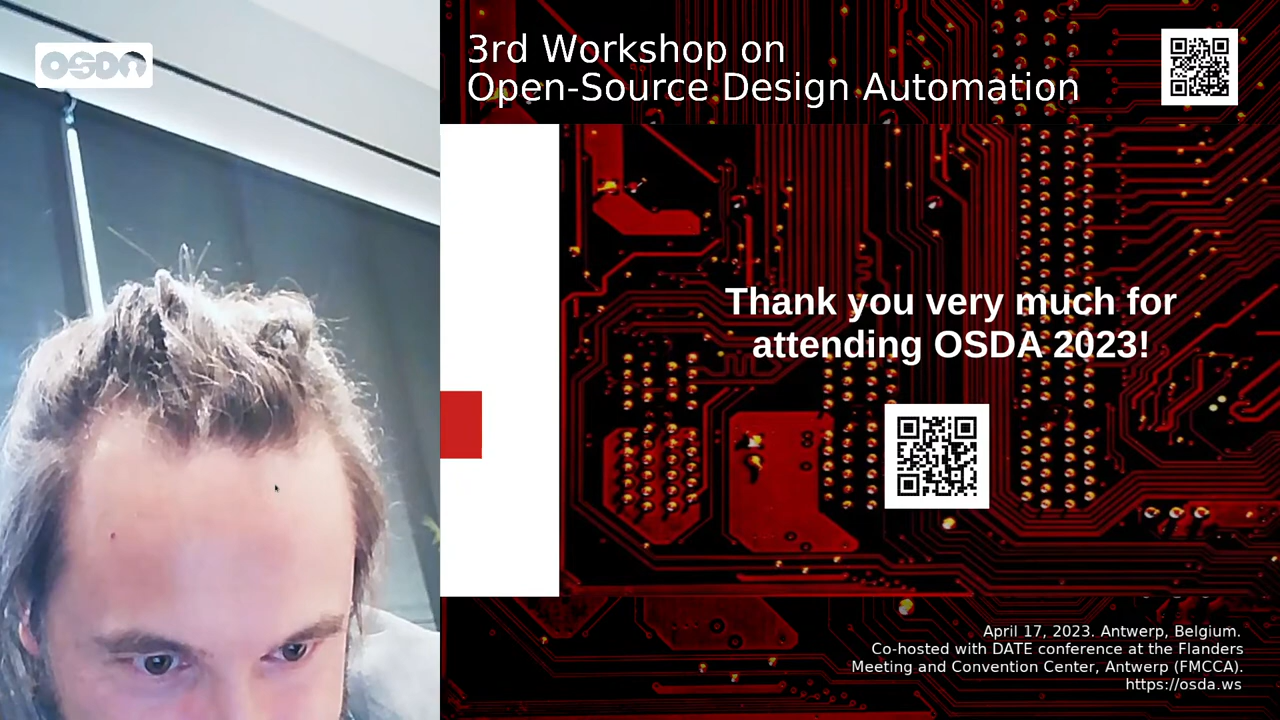 OSDA
3rd Workshop on
Open-Source Design Automation
Thank you very much for
attending OSDA 2023!
April 17, 2023. Antwerp, Belgium.
Co-hosted with DATE conference at the Flanders
Meeting and Convention Center, Antwerp (FMCCA).
https://osda.ws